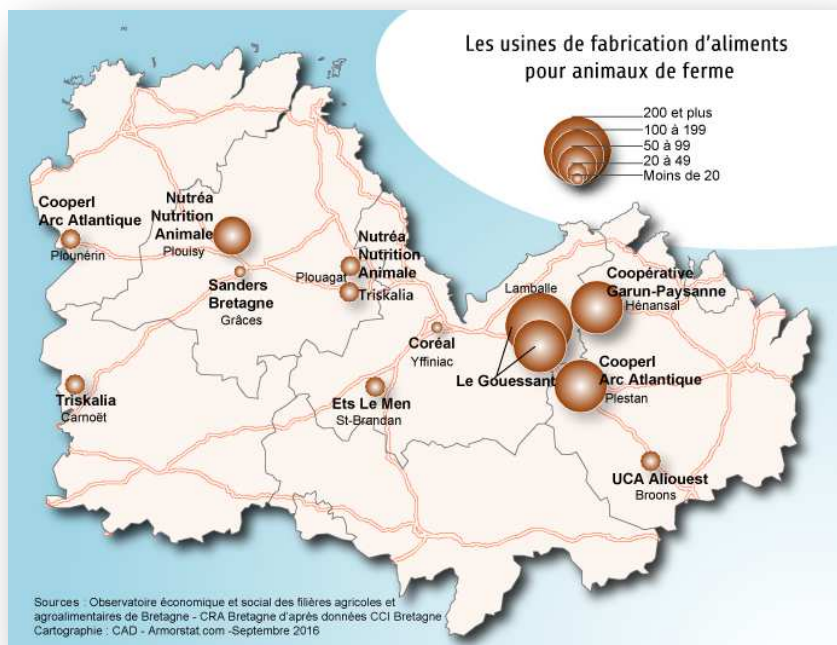 Les usines de fabrication d'aliments
pour animaux de ferme
200 et plus
100 à 199
50 à 99
20 à 49
Moins de 20
Cooperl
Arc Atlantique
Plounérin
Nutréa
Nutrition
Animale
Plouisy
Sanders
Bretagne
Grâces
Nutréa
Nutrition
Animale
Plouagat
Triskalia
Lamballe
Coopérative
Garun-Paysanne
Hénansal
Coréal
Yffiniac
Le Gouessant
Cooperl
Arc Atlantique
Plestan
Triskalia
Carnoët
Ets Le Men
St-Brandan
UCA Aliouest
Broons
Sources : Observatoire économique et social des filières agricoles et
agroalimentaires de Bretagne - CRA Bretagne d'après données CCI Bretagne
Cartographie : CAD - Armorstat.com -Septembre 2016